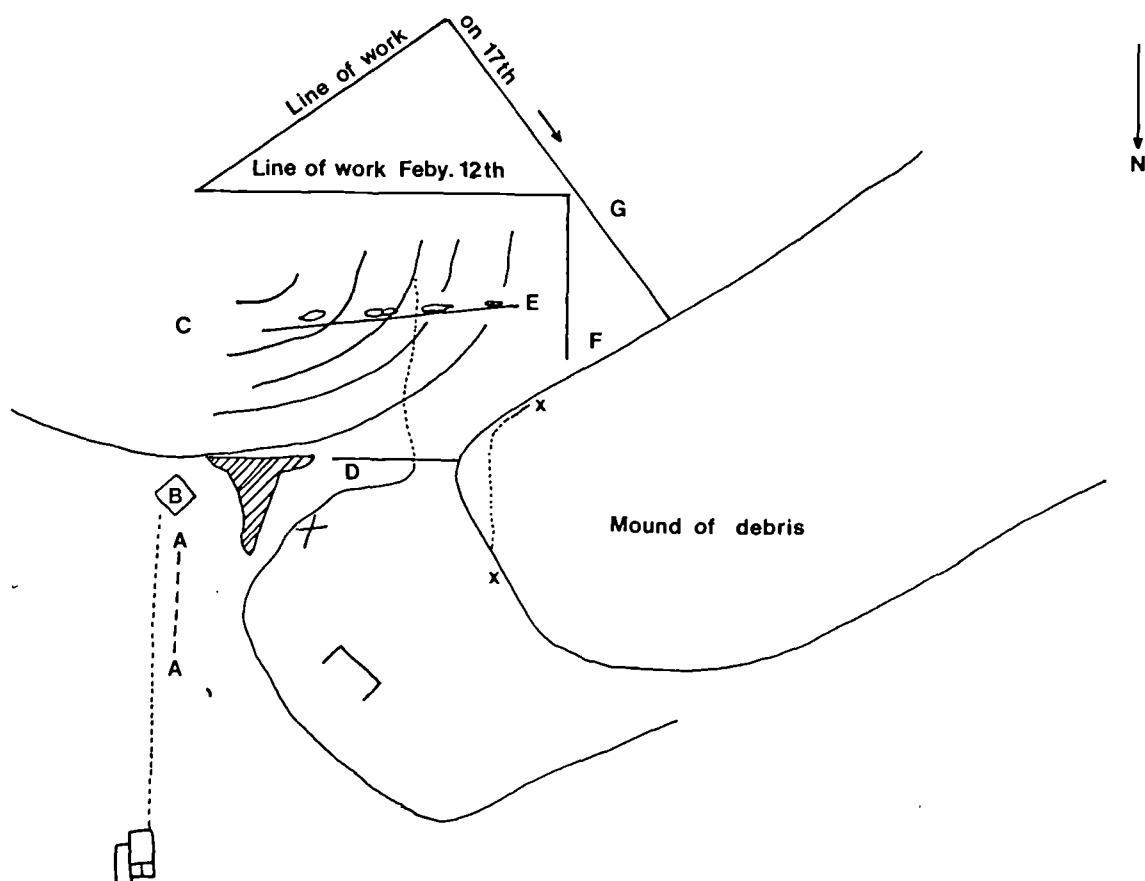 Line of work
on 17th
Line of work Feby. 12th
N
G
C
E
F
D
x
B
A
Mound of debris
x
A